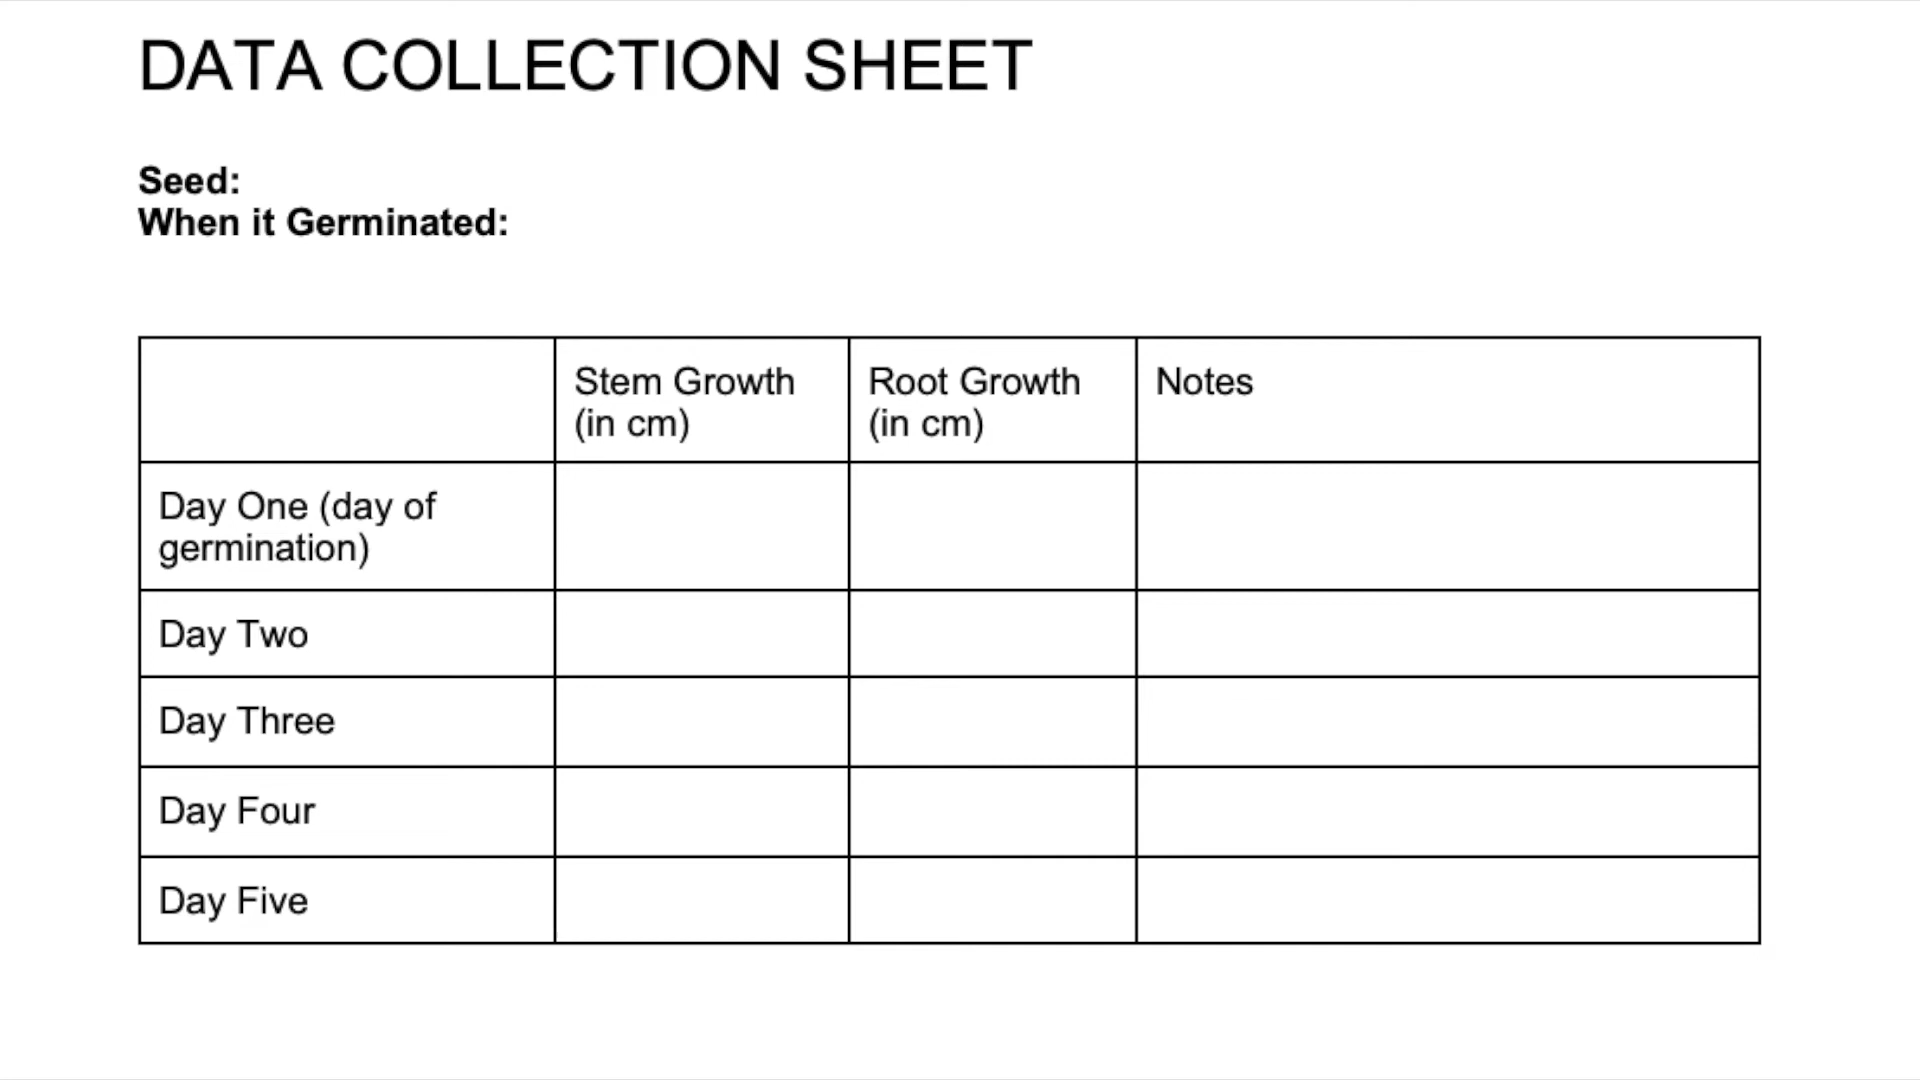 DATA COLLECTION SHEET
Seed:
When it Germinated:
Stem Growth
(in cm)
Root Growth
(in cm)
Notes
Day One (day of
germination)
Day Two
Day Three
Day Four
Day Five